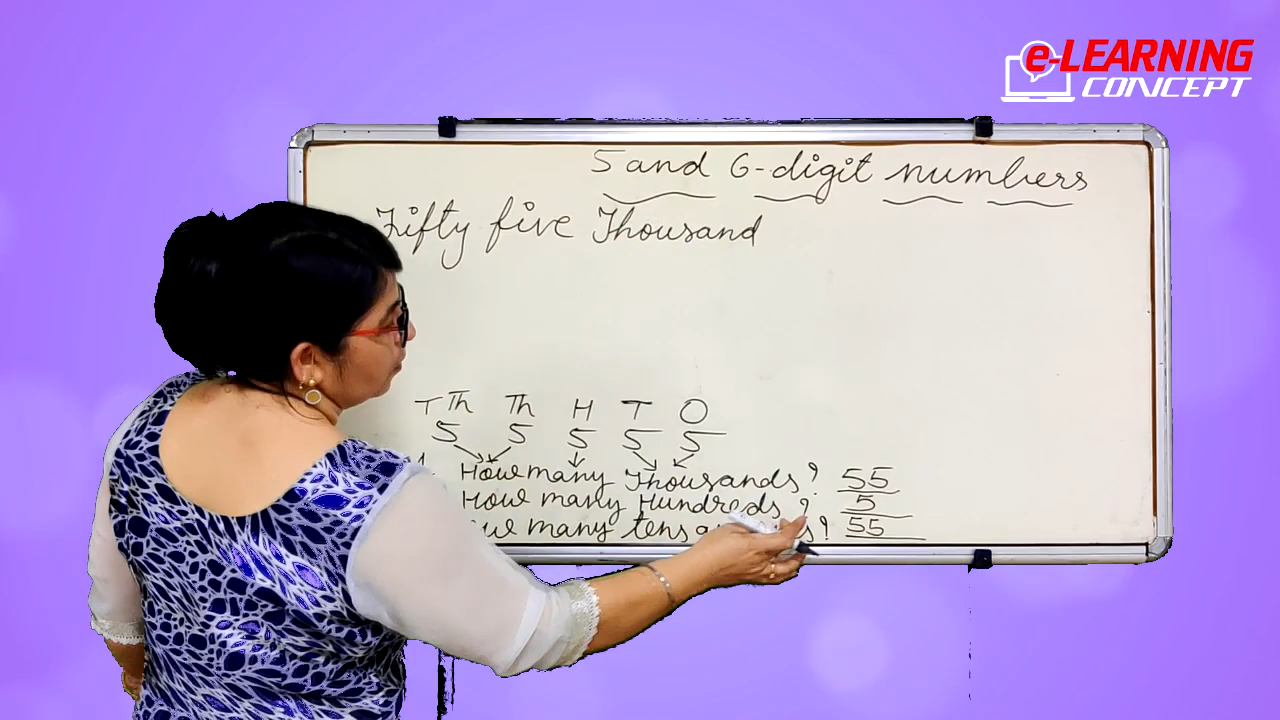 e-LEARNING
CONCEPT
5 and 6-digit numbers
Fifty five Thousand
TTh Th H T O
5 5 5 5 5
How many Thousands? 55
How many Hundreds ? 5
many tens ? 55